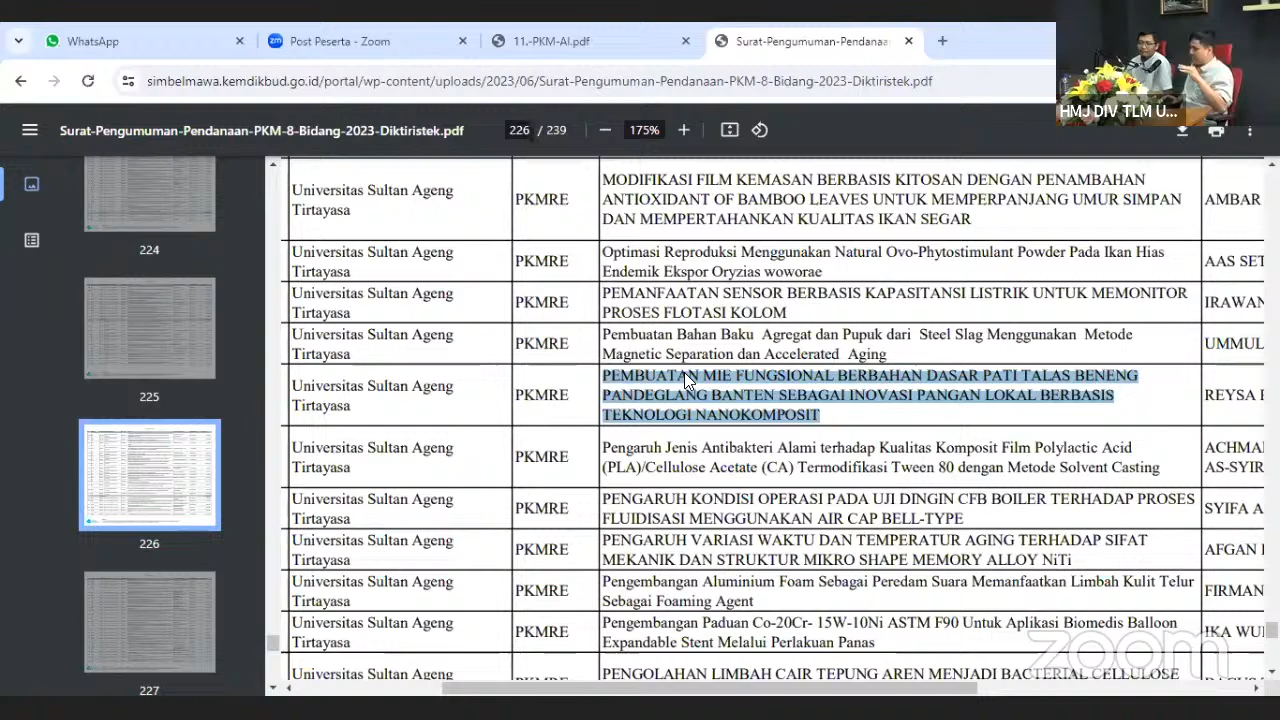 WhatsApp
Post Peserta - Zoom
11.-PKM-AI.pdf
Surat-Pengumuman-Pendanaa
simbelmawa.kemdikbud.go.id/portal/wp-content/uploads/2023/06/Surat-Pengumuman-Pendanaan-PKM-8-Bidang-2023-Diktiristek.pdf
HMJ DIV TLM U...
Surat-Pengumuman-Pendanaan-PKM-8-Bidang-2023-Diktiristek.pdf
226 / 239
175%
224
225
226
227
Universitas Sultan Ageng
Tirtayasa
PKMRE
MODIFIKASI FILM KEMASAN BERBASIS KITOSAN DENGAN PENAMBAHAN
ANTIOXIDANT OF BAMBOO LEAVES UNTUK MEMPERPANJANG UMUR SIMPAN
DAN MEMPERTAHANKAN KUALITAS IKAN SEGAR
AMBAR
Universitas Sultan Ageng
Tirtayasa
PKMRE
Optimasi Reproduksi Menggunakan Natural Ovo-Phytostimulant Powder Pada Ikan Hias
Endemik Ekspor Oryzias woworae
AAS SET
Universitas Sultan Ageng
Tirtayasa
PKMRE
PEMANFAATAN SENSOR BERBASIS KAPASITANSI LISTRIK UNTUK MEMONITOR
PROSES FLOTASI KOLOM
IRAWAN
Universitas Sultan Ageng
Tirtayasa
PKMRE
Pembuatan Bahan Baku Agregat dan Pupuk dari Steel Slag Menggunakan Metode
Magnetic Separation dan Accelerated Aging
UMMUL
Universitas Sultan Ageng
Tirtayasa
PKMRE
PEMBUATAN MIE FUNGSIONAL BERBAHAN DASAR PATI TALAS BENENG
PANDEGLANG BANTEN SEBAGAI INOVASI PANGAN LOKAL BERBASIS
TEKNOLOGI NANOKOMPOSIT
REYSA
Universitas Sultan Ageng
Tirtayasa
PKMRE
Pengaruh Jenis Antibakteri Alami terhadap Kualitas Komposit Film Polylactic Acid
(PLA)/Cellulose Acetate (CA) Termodifikasi Tween 80 dengan Metode Solvent Casting
ACHMA
AS-SYIR
Universitas Sultan Ageng
Tirtayasa
PKMRE
PENGARUH KONDISI OPERASI PADA UJI DINGIN CFB BOILER TERHADAP PROSES
FLUIDISASI MENGGUNAKAN AIR CAP BELL-TYPE
SYIFA A
Universitas Sultan Ageng
Tirtayasa
PKMRE
PENGARUH VARIASI WAKTU DAN TEMPERATUR AGING TERHADAP SIFAT
MEKANIK DAN STRUKTUR MIKRO SHAPE MEMORY ALLOY NiTi
AFGAN
Universitas Sultan Ageng
Tirtayasa
PKMRE
Pengembangan Aluminium Foam Sebagai Peredam Suara Memanfaatkan Limbah Kulit Telur
Sebagai Foaming Agent
FIRMAN
Universitas Sultan Ageng
Tirtayasa
PKMRE
Pengembangan Paduan Co-20Cr- 15W-10Ni ASTM F90 Untuk Aplikasi Biomedis Balloon
Expandable Stent Melalui Perlakuan Panas
IKA WU
Universitas Sultan Ageng
PENGOLAHAN LIMBAH CAIR TEPUNG AREN MENJADI BACTERIAL CELLULOSE
zoom